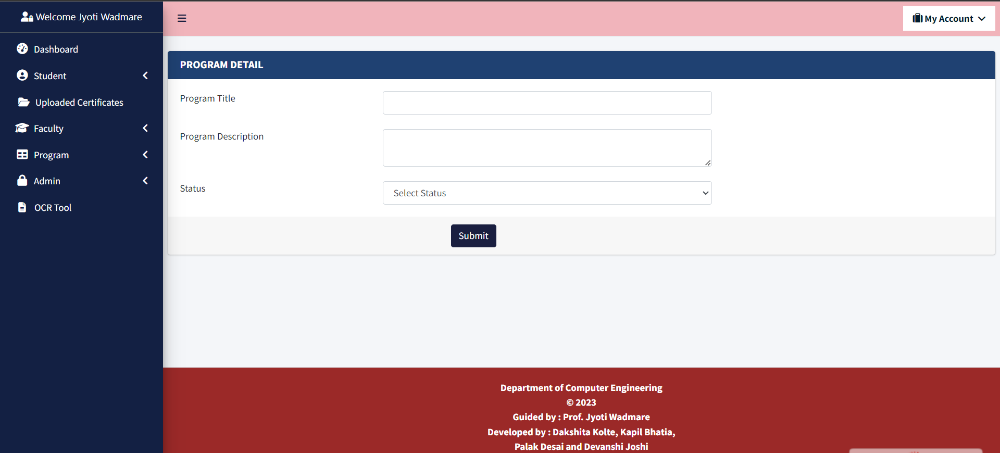 Welcome Jyoti Wadmare
My Account
Dashboard
Student
Uploaded Certificates
Faculty
Program
Admin
OCR Tool
PROGRAM DETAIL
Program Title
Program Description
Status
Select Status
Submit
Department of Computer Engineering
© 2023
Guided by : Prof. Jyoti Wadmare
Developed by : Dakshita Kolte, Kapil Bhatia,
Palak Desai and Devanshi Joshi